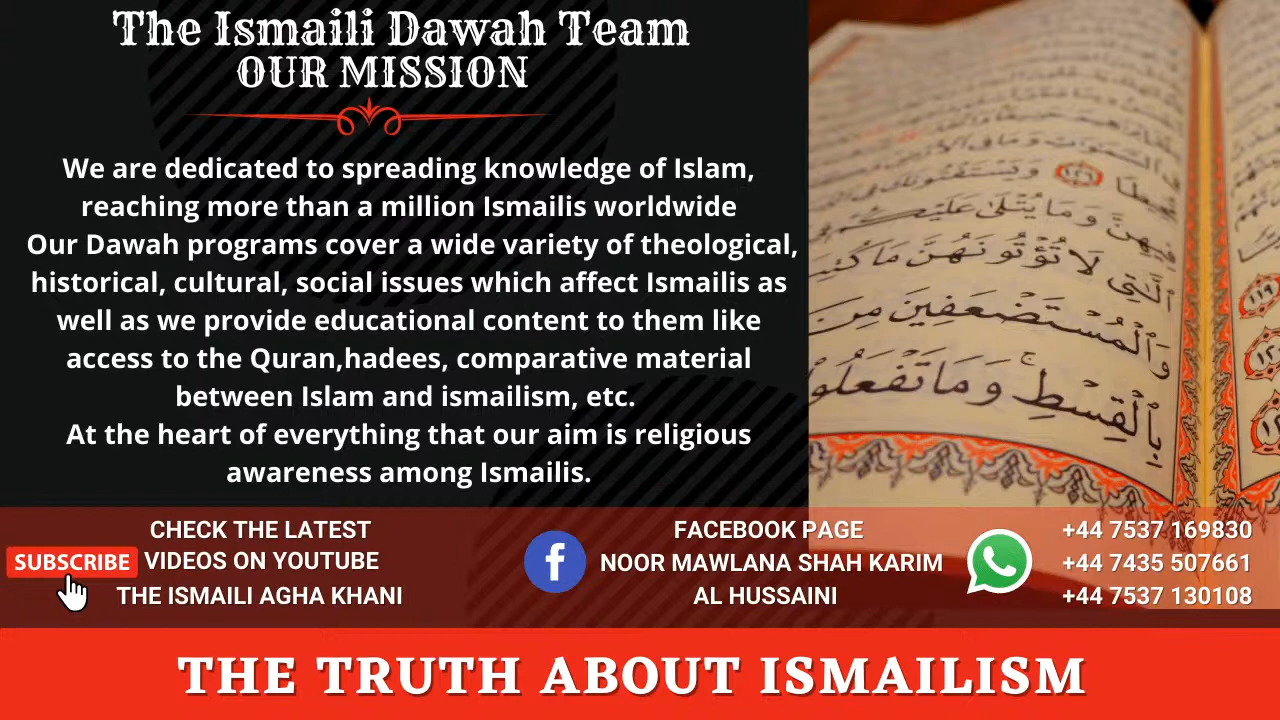 The Ismaili Dawah Team
OUR MISSION
We are dedicated to spreading knowledge of Islam,
reaching more than a million Ismailis worldwide
Our Dawah programs cover a wide variety of theological,
historical, cultural, social issues which affect Ismailis as
well as we provide educational content to them like
access to the Quran,hadees, comparative material
between Islam and ismailism, etc.
At the heart of everything that our aim is religious
awareness among Ismailis.
وَمَا يُتْلَىٰ عَلَيْكُمْ
ٱلَّٰتِى لَا تُؤْتُونَهُنَّ مَا كُتِبَ
وَٱلْمُسْتَضْعَفِينَ مِنَ
بِٱلْقِسْطِ ۚ وَمَا تَفْعَلُوا۟
CHECK THE LATEST
SUBSCRIBE VIDEOS ON YOUTUBE
THE ISMAILI AGHA KHANI
FACEBOOK PAGE
NOOR MAWLANA SHAH KARIM
AL HUSSAINI
+44 7537 169830
+44 7435 507661
+44 7537 130108
THE TRUTH ABOUT ISMAILISM